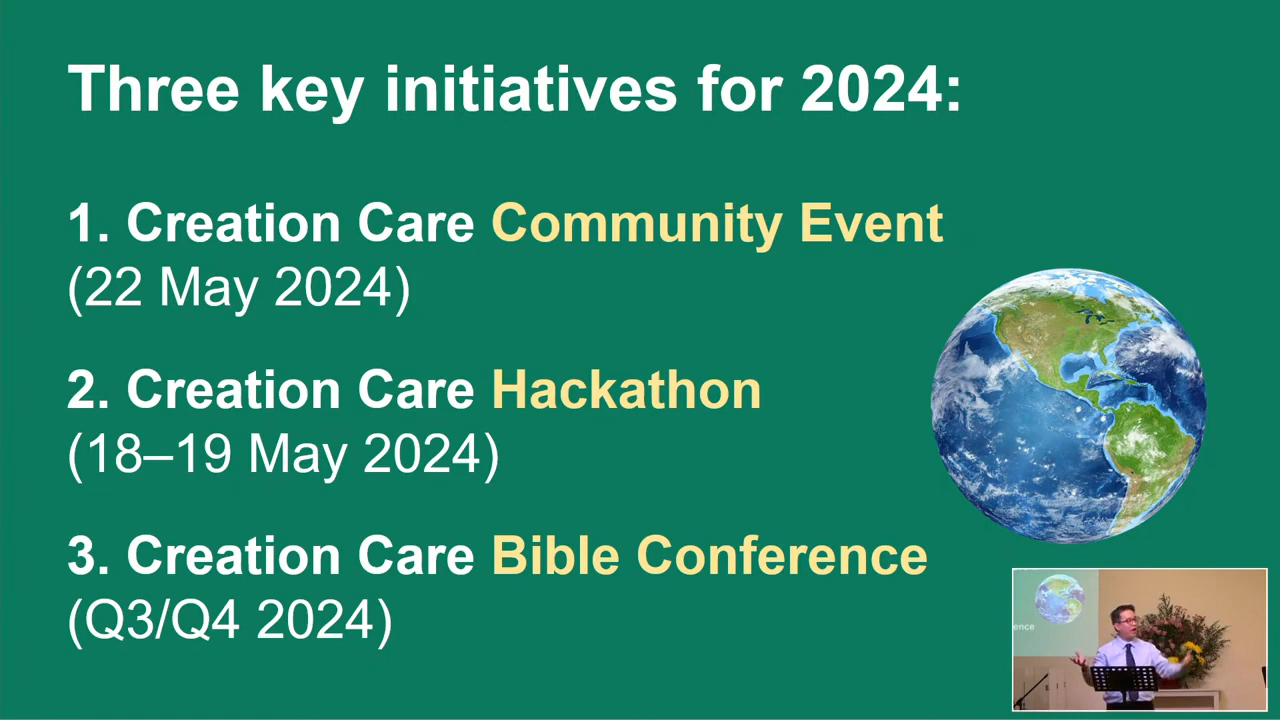 Three key initiatives for 2024:
1. Creation Care Community Event
(22 May 2024)
2. Creation Care Hackathon
(18–19 May 2024)
3. Creation Care Bible Conference
(Q3/Q4 2024)
ence